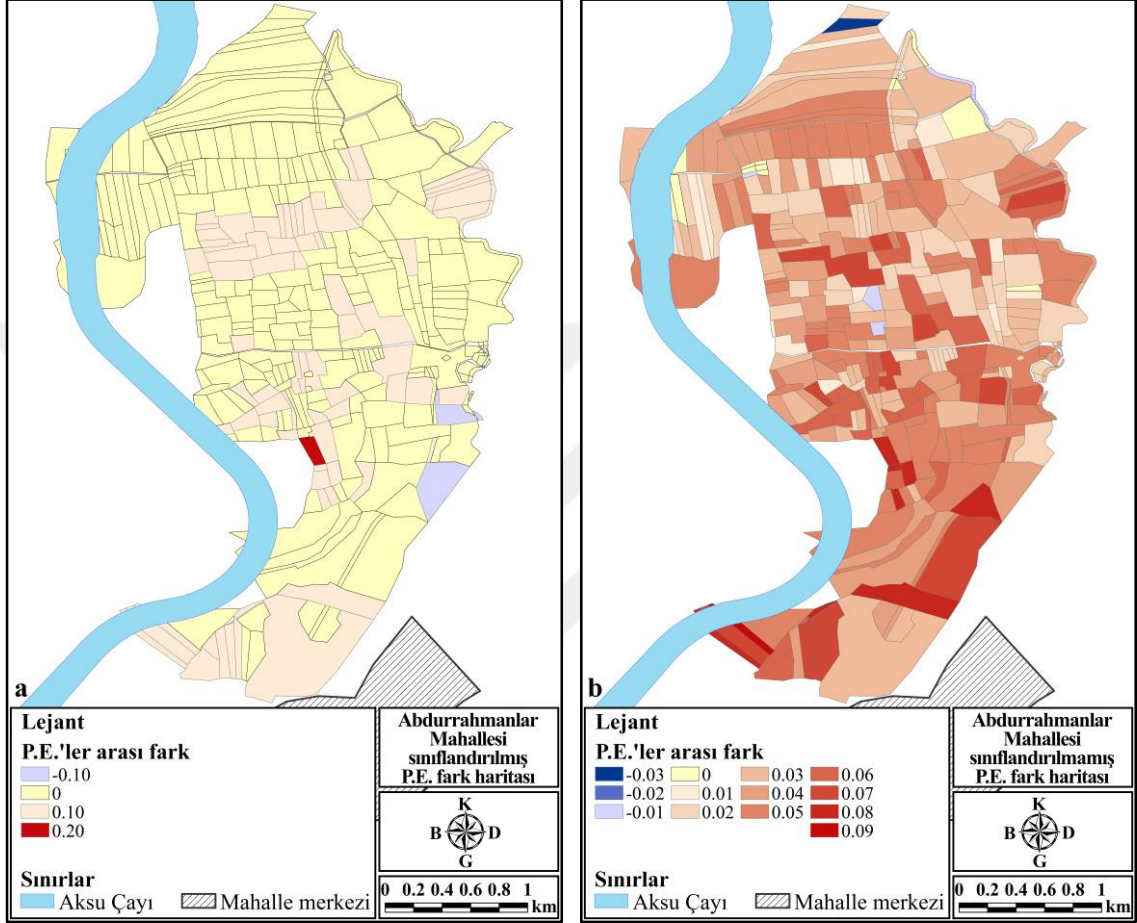 a
Lejant
P.E.'ler arası fark
-0.10
0
0.10
0.20
Sınırlar
Aksu Çayı Mahalle merkezi
Abdurrahmanlar
Mahallesi
sınıflandırılmış
P.E. fark haritası
K
B D
G
0 0.2 0.4 0.6 0.8 1
km
b
Lejant
P.E.'ler arası fark
-0.03 0 0.03 0.06
-0.02 0.01 0.04 0.07
-0.01 0.02 0.05 0.08
0.09
Sınırlar
Aksu Çayı Mahalle merkezi
Abdurrahmanlar
Mahallesi
sınıflandırılmamış
P.E. fark haritası
K
B D
G
0 0.2 0.4 0.6 0.8 1
km